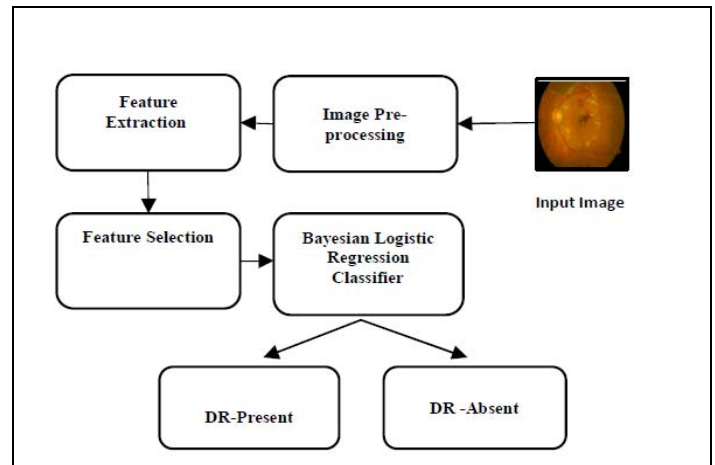 Feature
Extraction
Image Pre-
processing
Input Image
Feature Selection
Bayesian Logistic
Regression
Classifier
DR-Present
DR -Absent